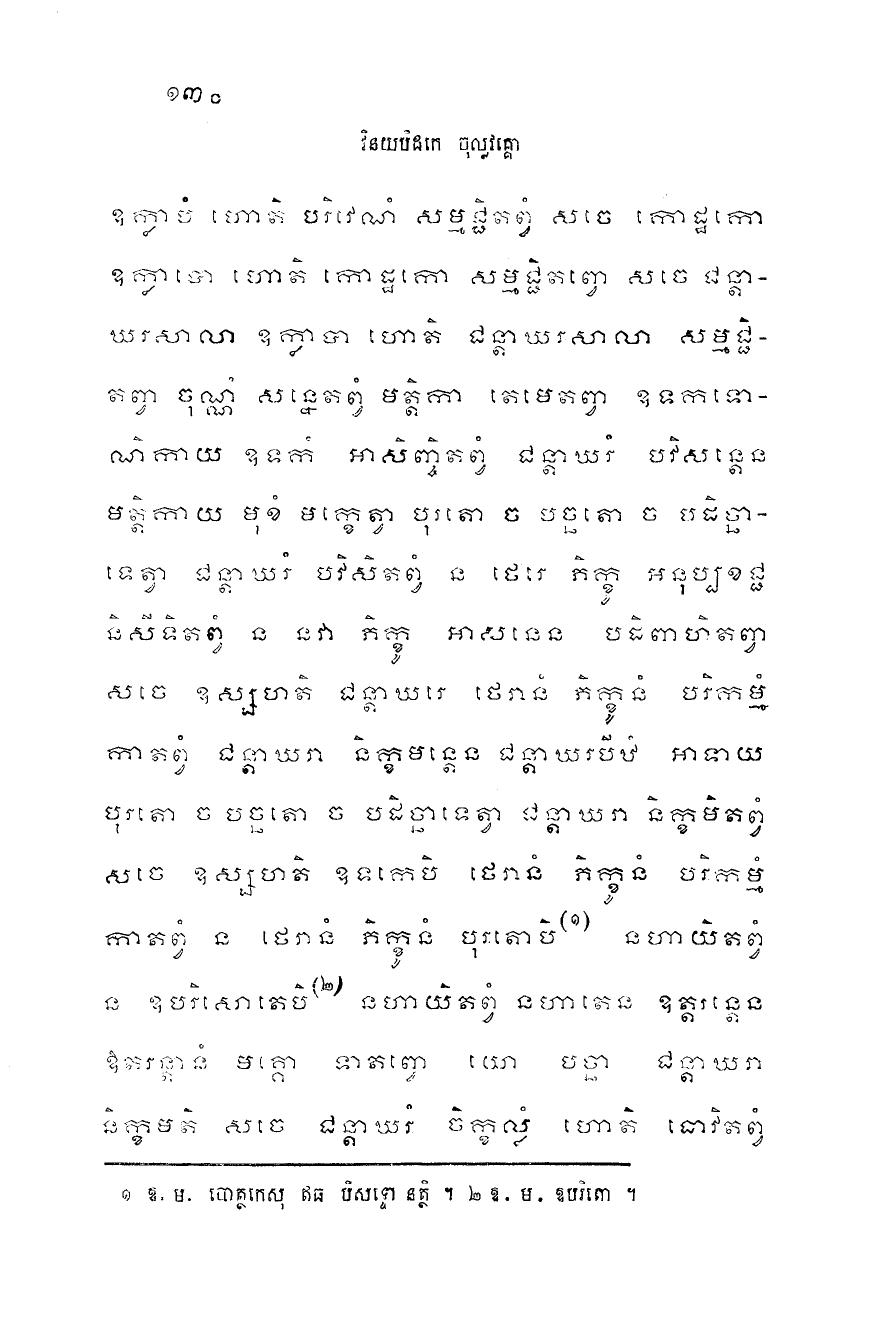 ១៣០
វិនយបិដកេ ចុល្លវគ្គោ
ឧក្លាបំ ហោតិ បរិវេណំ សម្មជ្ជិតព្វំ សចេ កោដ្ឋកោ
ឧក្លាបោ ហោតិ កោដ្ឋកោ សម្មជ្ជិតព្វោ សចេ ជន្តា-
ឃរសាលា ឧក្លាបា ហោតិ ជន្តាឃរសាលា សម្មជ្ជិ-
តព្វា ចុណ្ណំ សន្នេតព្វំ មត្តិកា តេមេតព្វា ឧទកទោ-
ណិកាយ ឧទកំ អាសិញ្ចិតព្វំ ជន្តាឃរំ បវិសន្តេន
មត្តិកាយ មុខំ មក្ខេត្វា បុរតោ ច បច្ឆតោ ច បដិច្ឆា-
ទេត្វា ជន្តាឃរំ បវិសិតព្វំ ន ថេរេ ភិក្ខូ អនុប្បខជ្ជ
និសីទិតព្វំ ន នវា ភិក្ខូ អាសនេន បដិពាហិតព្វា
សចេ ឧស្សហតិ ជន្តាឃរេ ថេរានំ ភិក្ខូនំ បរិកម្មំ
កាតព្វំ ជន្តាឃរា និក្ខមន្តេន ជន្តាឃរបីឋំ អាទាយ
បុរតោ ច បច្ឆតោ ច បដិច្ឆាទេត្វា ជន្តាឃរា និក្ខមិតព្វំ
សចេ ឧស្សហតិ ឧទកេបិ ថេរានំ ភិក្ខូនំ បរិកម្មំ
កាតព្វំ ន ថេរានំ ភិក្ខូនំ បុរតោបិ(១) នហាយិតព្វំ
ន ឧបរិសោតេបិ(២) នហាយិតព្វំ នហាតេន ឧត្តរន្តេន
ឱតរន្តានំ មគ្គោ ទាតព្វោ យោ បច្ឆា ជន្តាឃរា
និក្ខមតិ សចេ ជន្តាឃរំ ចិក្ខល្លំ ហោតិ ធោវិតព្វំ
១ ឱ. ម. បោត្ថកេសុ ឥធ បិសទ្ទោ នត្ថិ ។ ២ ឱ. ម. ឧបរិតោ ។